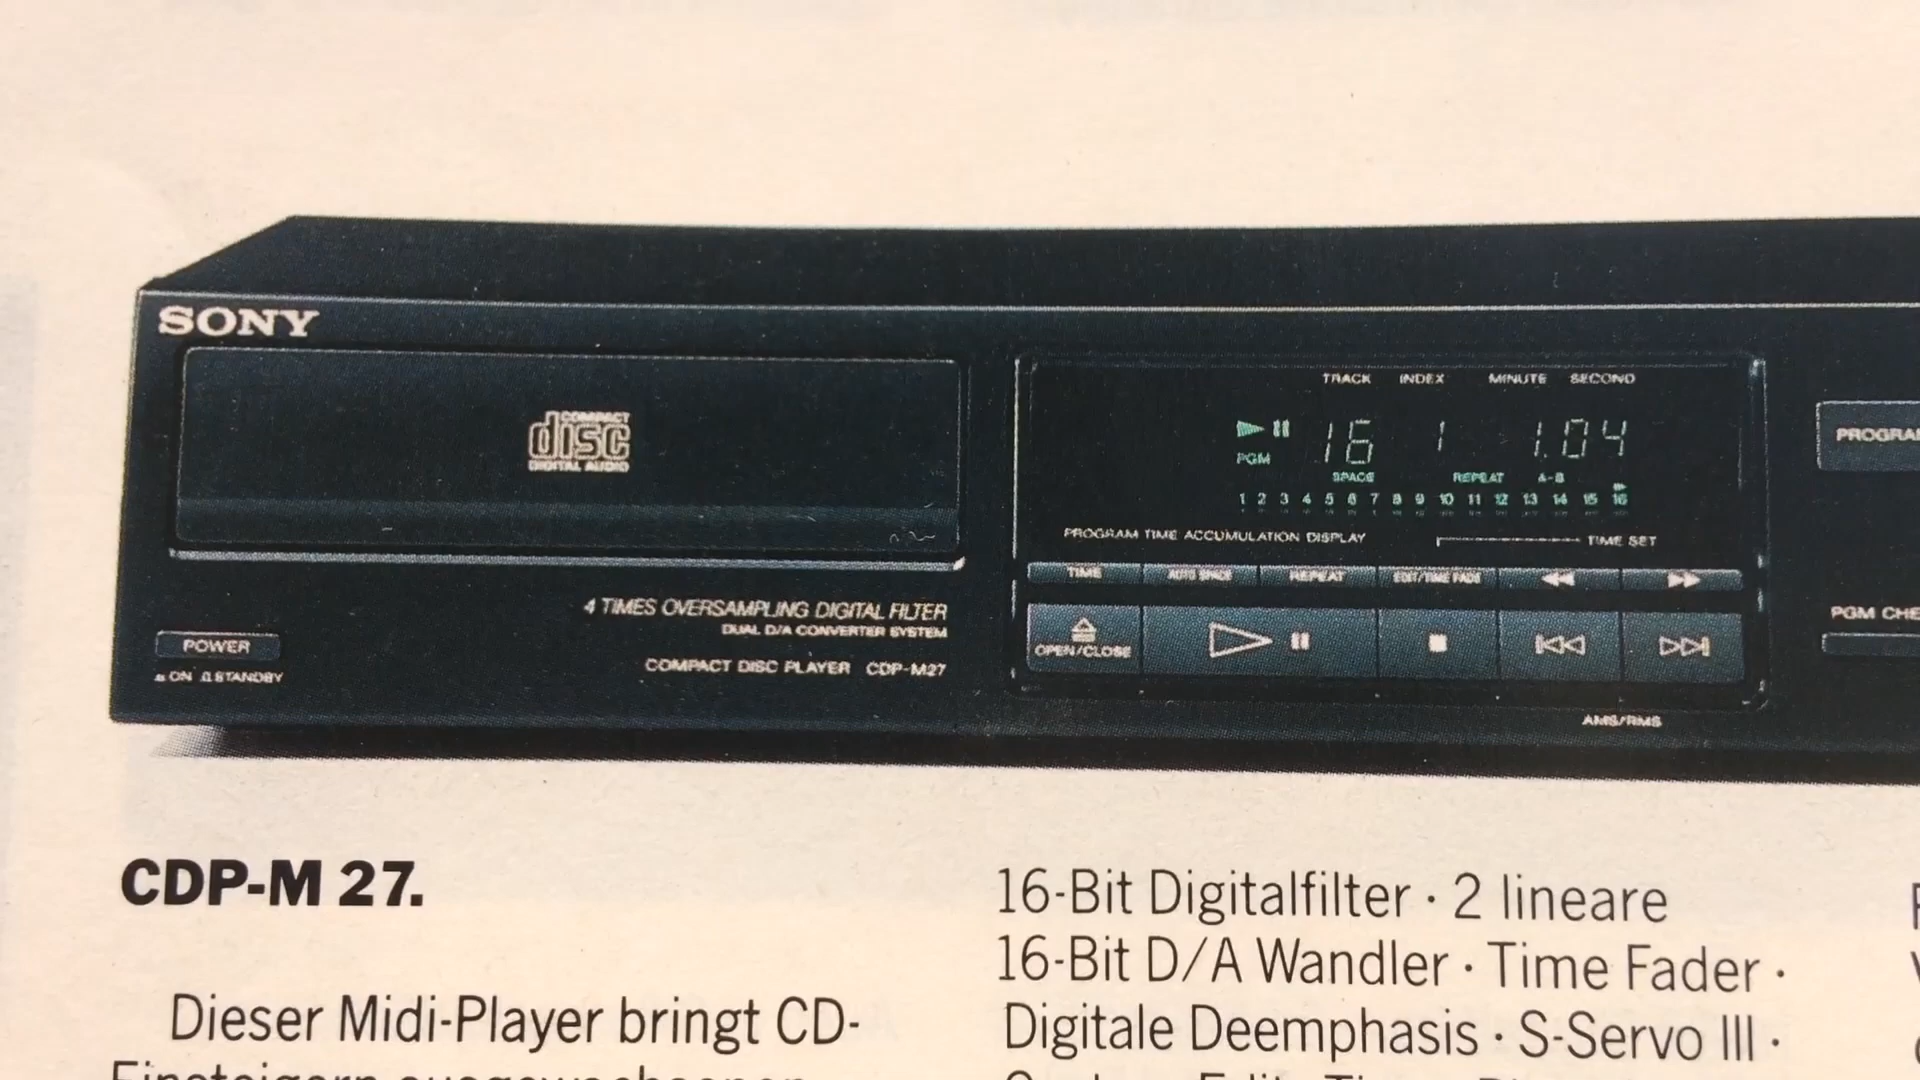 SONY
COMPACT
disc
DIGITAL AUDIO
TRACK INDEX MINUTE SECOND
16 1 1.04
PGM
SPACE REPEAT A-B
1 2 3 4 5 6 7 8 9 10 11 12 13 14 15 16
PROGRAM TIME ACCUMULATION DISPLAY
TIME SET
TIME AUTO SPACE REPEAT EDIT/TIME FADE
4 TIMES OVERSAMPLING DIGITAL FILTER
DUAL D/A CONVERTER SYSTEM
COMPACT DISC PLAYER CDP-M27
POWER
ON STANDBY
OPEN/CLOSE
AMS/RMS
PROGRA
PGM CHE
CDP-M 27.
Dieser Midi-Player bringt CD-
16-Bit Digitalfilter · 2 lineare
16-Bit D/A Wandler · Time Fader ·
Digitale Deemphasis · S-Servo III ·